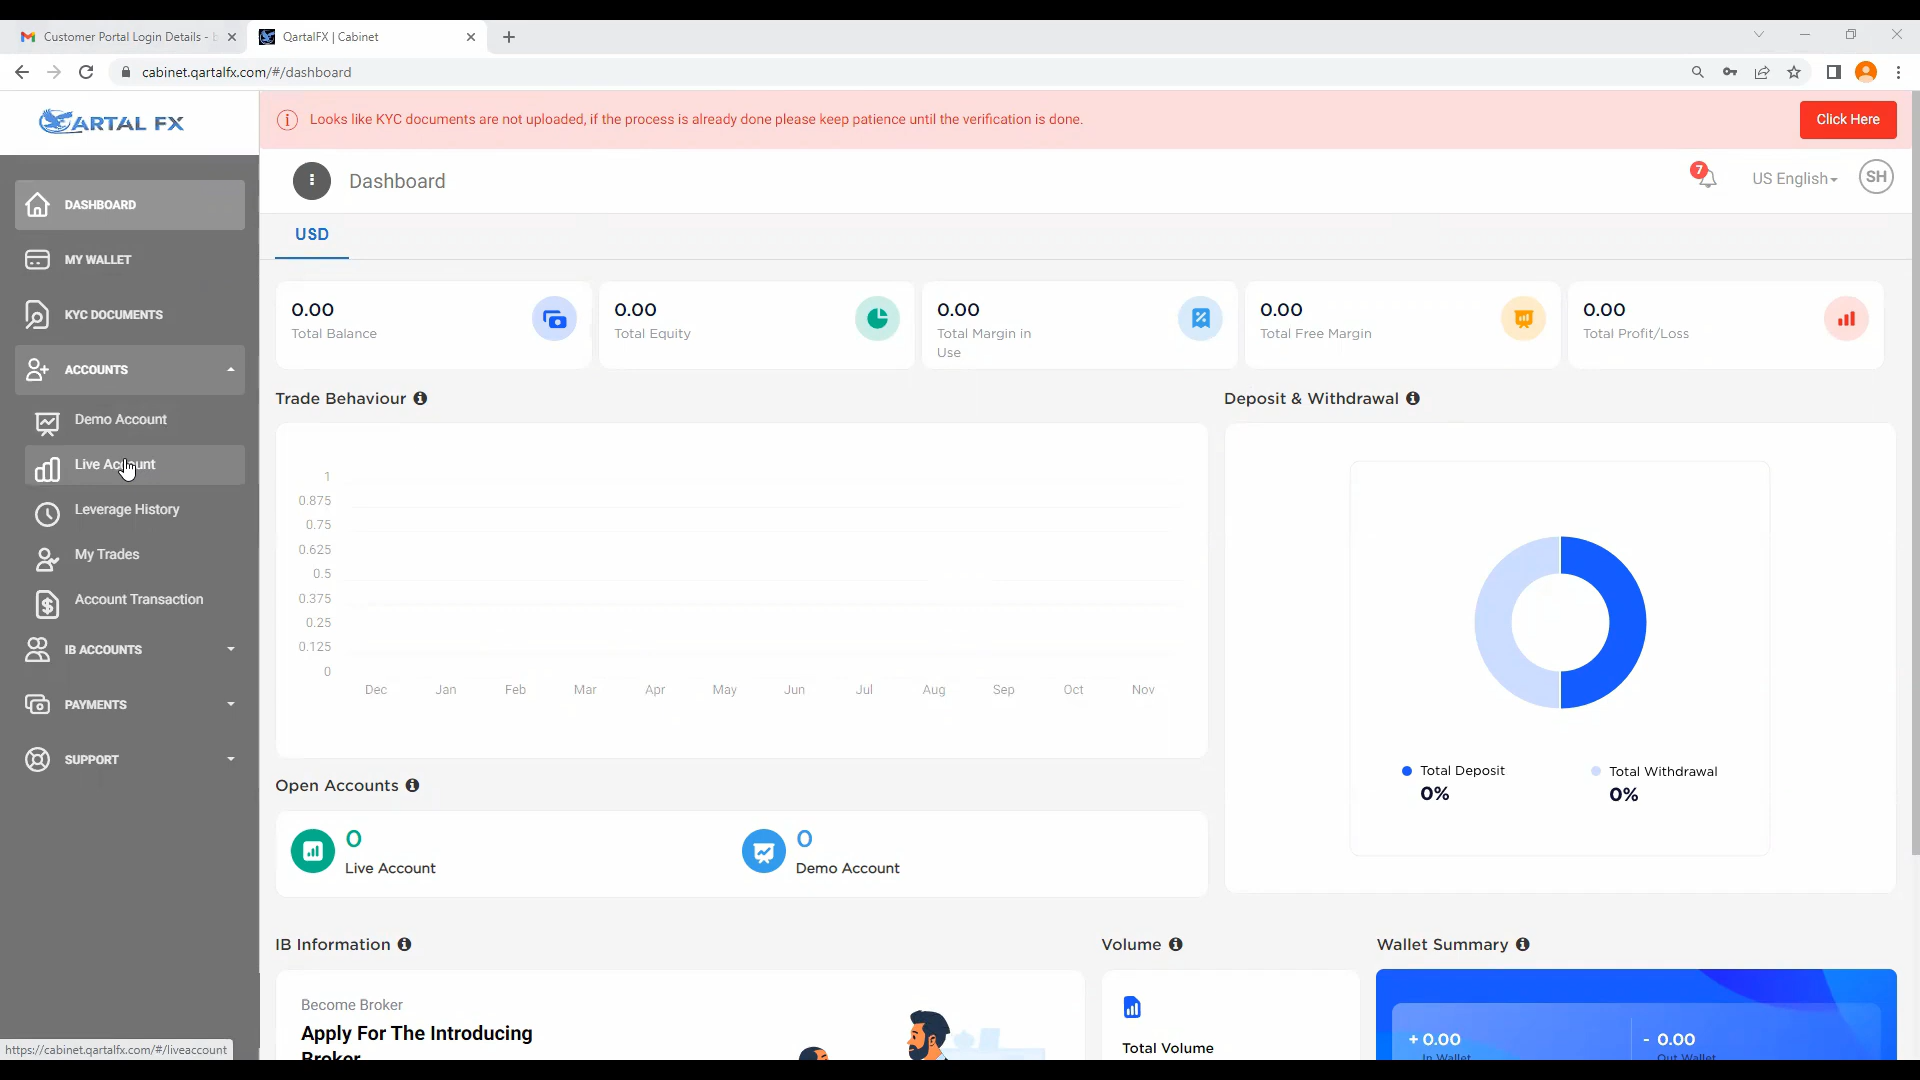 Customer Portal Login Details -
QartalFX | Cabinet
cabinet.qartalfx.com/#/dashboard
ARTAL FX
Looks like KYC documents are not uploaded, if the process is already done please keep patience until the verification is done.
Click Here
Dashboard
7
US English
SH
DASHBOARD
MY WALLET
KYC DOCUMENTS
ACCOUNTS
Demo Account
Live Account
Leverage History
My Trades
Account Transaction
IB ACCOUNTS
PAYMENTS
SUPPORT
USD
0.00
Total Balance
0.00
Total Equity
0.00
Total Margin in
Use
0.00
Total Free Margin
0.00
Total Profit/Loss
Trade Behaviour
1
0.875
0.75
0.625
0.5
0.375
0.25
0.125
0
Dec Jan Feb Mar Apr May Jun Jul Aug Sep Oct Nov
Deposit & Withdrawal
Total Deposit
0%
Total Withdrawal
0%
Open Accounts
0
Live Account
0
Demo Account
IB Information
Become Broker
Apply For The Introducing
Broker
Volume
Total Volume
Wallet Summary
+ 0.00
In Wallet
- 0.00
Out Wallet
https://cabinet.qartalfx.com/#/liveaccount